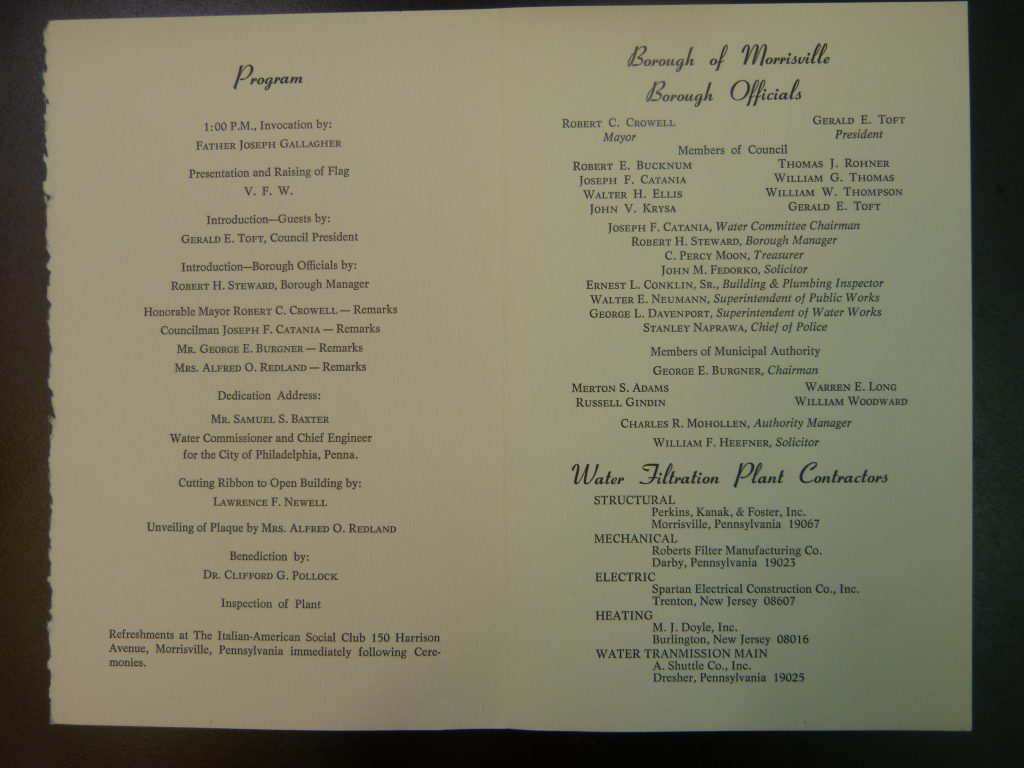 Program
1:00 P.M., Invocation by:
Father Joseph Gallagher
Presentation and Raising of Flag
V. F. W.
Introduction—Guests by:
Gerald E. Toft, Council President
Introduction—Borough Officials by:
Robert H. Steward, Borough Manager
Honorable Mayor Robert C. Crowell — Remarks
Councilman Joseph F. Catania — Remarks
Mr. George E. Burgner — Remarks
Mrs. Alfred O. Redland — Remarks
Dedication Address:
Mr. Samuel S. Baxter
Water Commissioner and Chief Engineer
for the City of Philadelphia, Penna.
Cutting Ribbon to Open Building by:
Lawrence F. Newell
Unveiling of Plaque by Mrs. Alfred O. Redland
Benediction by:
Dr. Clifford G. Pollock
Inspection of Plant
Refreshments at The Italian-American Social Club 150 Harrison
Avenue, Morrisville, Pennsylvania immediately following Cere-
monies.
Borough of Morrisville
Borough Officials
Robert C. Crowell Gerald E. Toft
Mayor President
Members of Council
Robert E. Bucknum Thomas J. Rohner
Joseph F. Catania William G. Thomas
Walter H. Ellis William W. Thompson
John V. Krysa Gerald E. Toft
Joseph F. Catania, Water Committee Chairman
Robert H. Steward, Borough Manager
C. Percy Moon, Treasurer
John M. Fedorko, Solicitor
Ernest L. Conklin, Sr., Building & Plumbing Inspector
Walter E. Neumann, Superintendent of Public Works
George L. Davenport, Superintendent of Water Works
Stanley Naprawa, Chief of Police
Members of Municipal Authority
George E. Burgner, Chairman
Merton S. Adams Warren E. Long
Russell Gindin William Woodward
Charles R. Mohollen, Authority Manager
William F. Heefner, Solicitor
Water Filtration Plant Contractors
STRUCTURAL
Perkins, Kanak, & Foster, Inc.
Morrisville, Pennsylvania 19067
MECHANICAL
Roberts Filter Manufacturing Co.
Darby, Pennsylvania 19023
ELECTRIC
Spartan Electrical Construction Co., Inc.
Trenton, New Jersey 08607
HEATING
M. J. Doyle, Inc.
Burlington, New Jersey 08016
WATER TRANMISSION MAIN
A. Shuttle Co., Inc.
Dresher, Pennsylvania 19025